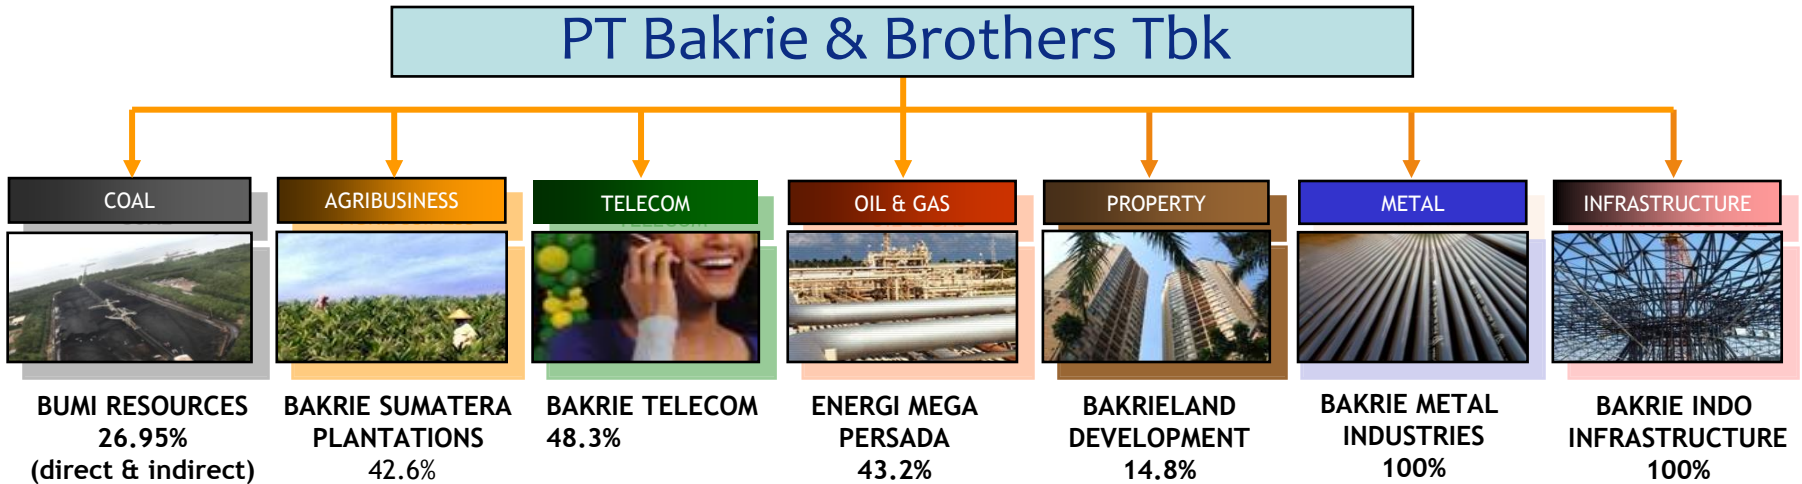 PT Bakrie & Brothers Tbk
COAL
AGRIBUSINESS
TELECOM
OIL & GAS
PROPERTY
METAL
INFRASTRUCTURE
BUMI RESOURCES
26.95%
(direct & indirect)
BAKRIE SUMATERA
PLANTATIONS
42.6%
BAKRIE TELECOM
48.3%
ENERGI MEGA
PERSADA
43.2%
BAKRIELAND
DEVELOPMENT
14.8%
BAKRIE METAL
INDUSTRIES
100%
BAKRIE INDO
INFRASTRUCTURE
100%